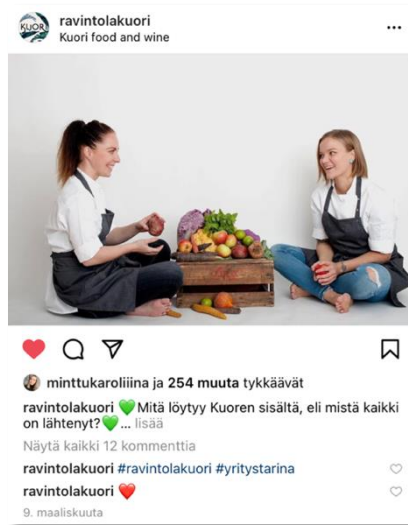 KUORI
ravintolakuori
Kuori food and wine
minttukaroliiina ja 254 muuta tykkäävät
ravintolakuori 💚Mitä löytyy Kuoren sisältä, eli mistä kaikki
on lähtenyt?💚... lisää
Näytä kaikki 12 kommenttia
ravintolakuori #ravintolakuori #yritystarina
ravintolakuori ❤️
9. maaliskuuta